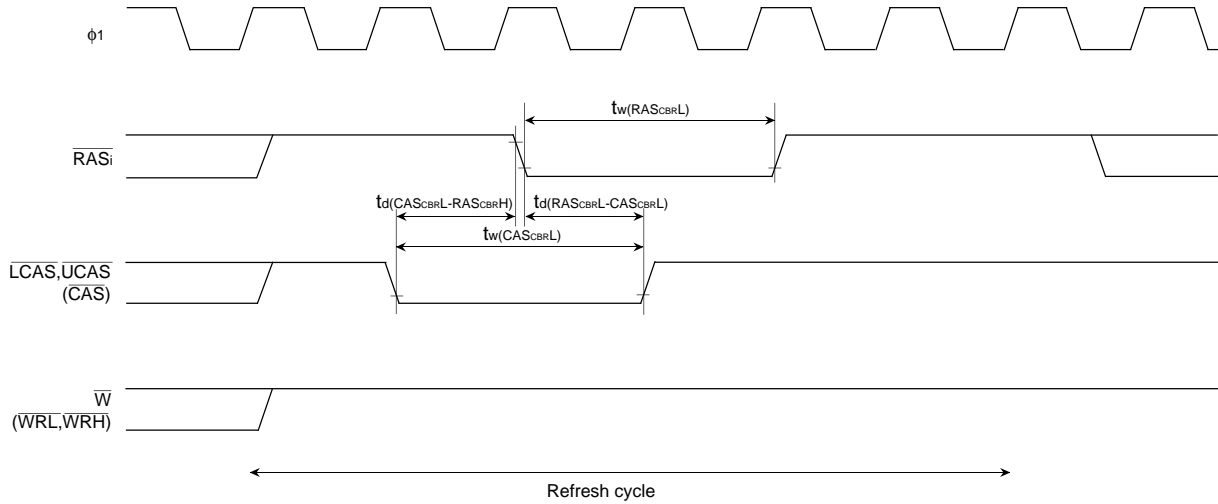 ϕ1
tw(RASCBRL)
RASi
td(CASCBRL-RASCBRH)
td(RASCBRL-CASCBRL)
tw(CASCBRL)
LCAS,UCAS
(CAS)
W
(WRL,WRH)
Refresh cycle